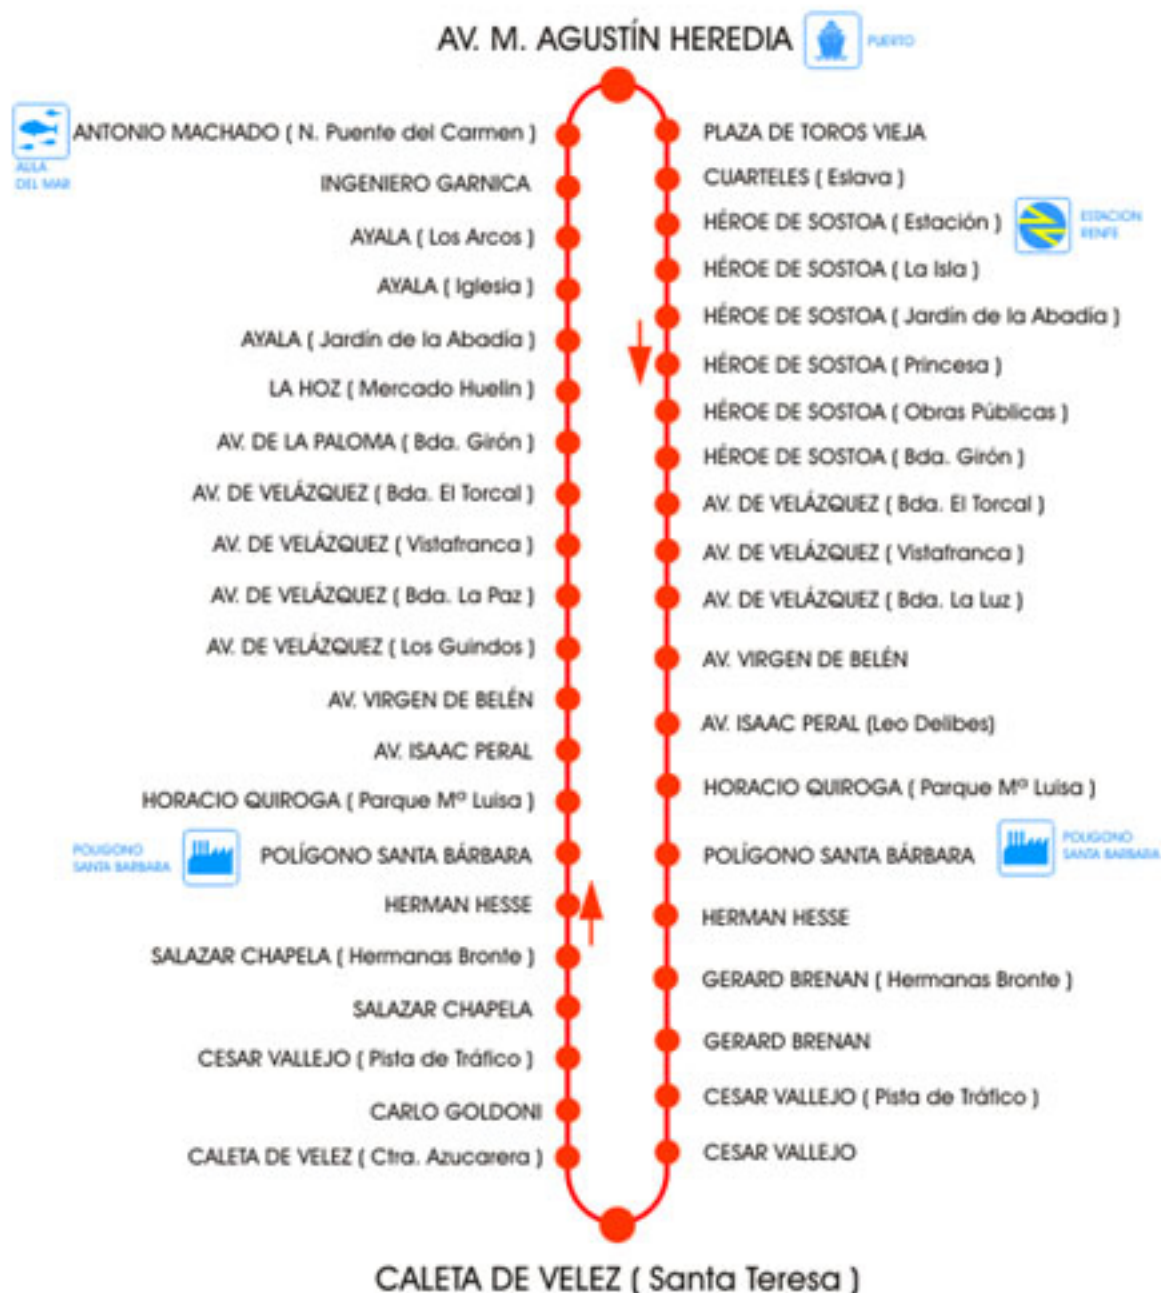 AV. M. AGUSTÍN HEREDIA
PUERTO
AULA
DEL MAR
ANTONIO MACHADO ( N. Puente del Carmen )
INGENIERO GARNICA
AYALA ( Los Arcos )
AYALA ( Iglesia )
AYALA ( Jardín de la Abadía )
LA HOZ ( Mercado Huelin )
AV. DE LA PALOMA ( Bda. Girón )
AV. DE VELÁZQUEZ ( Bda. El Torcal )
AV. DE VELÁZQUEZ ( Vistafranca )
AV. DE VELÁZQUEZ ( Bda. La Paz )
AV. DE VELÁZQUEZ ( Los Guindos )
AV. VIRGEN DE BELÉN
AV. ISAAC PERAL
HORACIO QUIROGA ( Parque Mª Luisa )
POLIGONO
SANTA BARBARA
POLÍGONO SANTA BÁRBARA
HERMAN HESSE
SALAZAR CHAPELA ( Hermanas Bronte )
SALAZAR CHAPELA
CESAR VALLEJO ( Pista de Tráfico )
CARLO GOLDONI
CALETA DE VELEZ ( Ctra. Azucarera )
PLAZA DE TOROS VIEJA
CUARTELES ( Eslava )
HÉROE DE SOSTOA ( Estación )
ESTACION
RENFE
HÉROE DE SOSTOA ( La Isla )
HÉROE DE SOSTOA ( Jardín de la Abadía )
HÉROE DE SOSTOA ( Princesa )
HÉROE DE SOSTOA ( Obras Públicas )
HÉROE DE SOSTOA ( Bda. Girón )
AV. DE VELÁZQUEZ ( Bda. El Torcal )
AV. DE VELÁZQUEZ ( Vistafranca )
AV. DE VELÁZQUEZ ( Bda. La Luz )
AV. VIRGEN DE BELÉN
AV. ISAAC PERAL (Leo Delibes)
HORACIO QUIROGA ( Parque Mª Luisa )
POLÍGONO SANTA BÁRBARA
POLIGONO
SANTA BARBARA
HERMAN HESSE
GERARD BRENAN ( Hermanas Bronte )
GERARD BRENAN
CESAR VALLEJO ( Pista de Tráfico )
CESAR VALLEJO
CALETA DE VELEZ ( Santa Teresa )